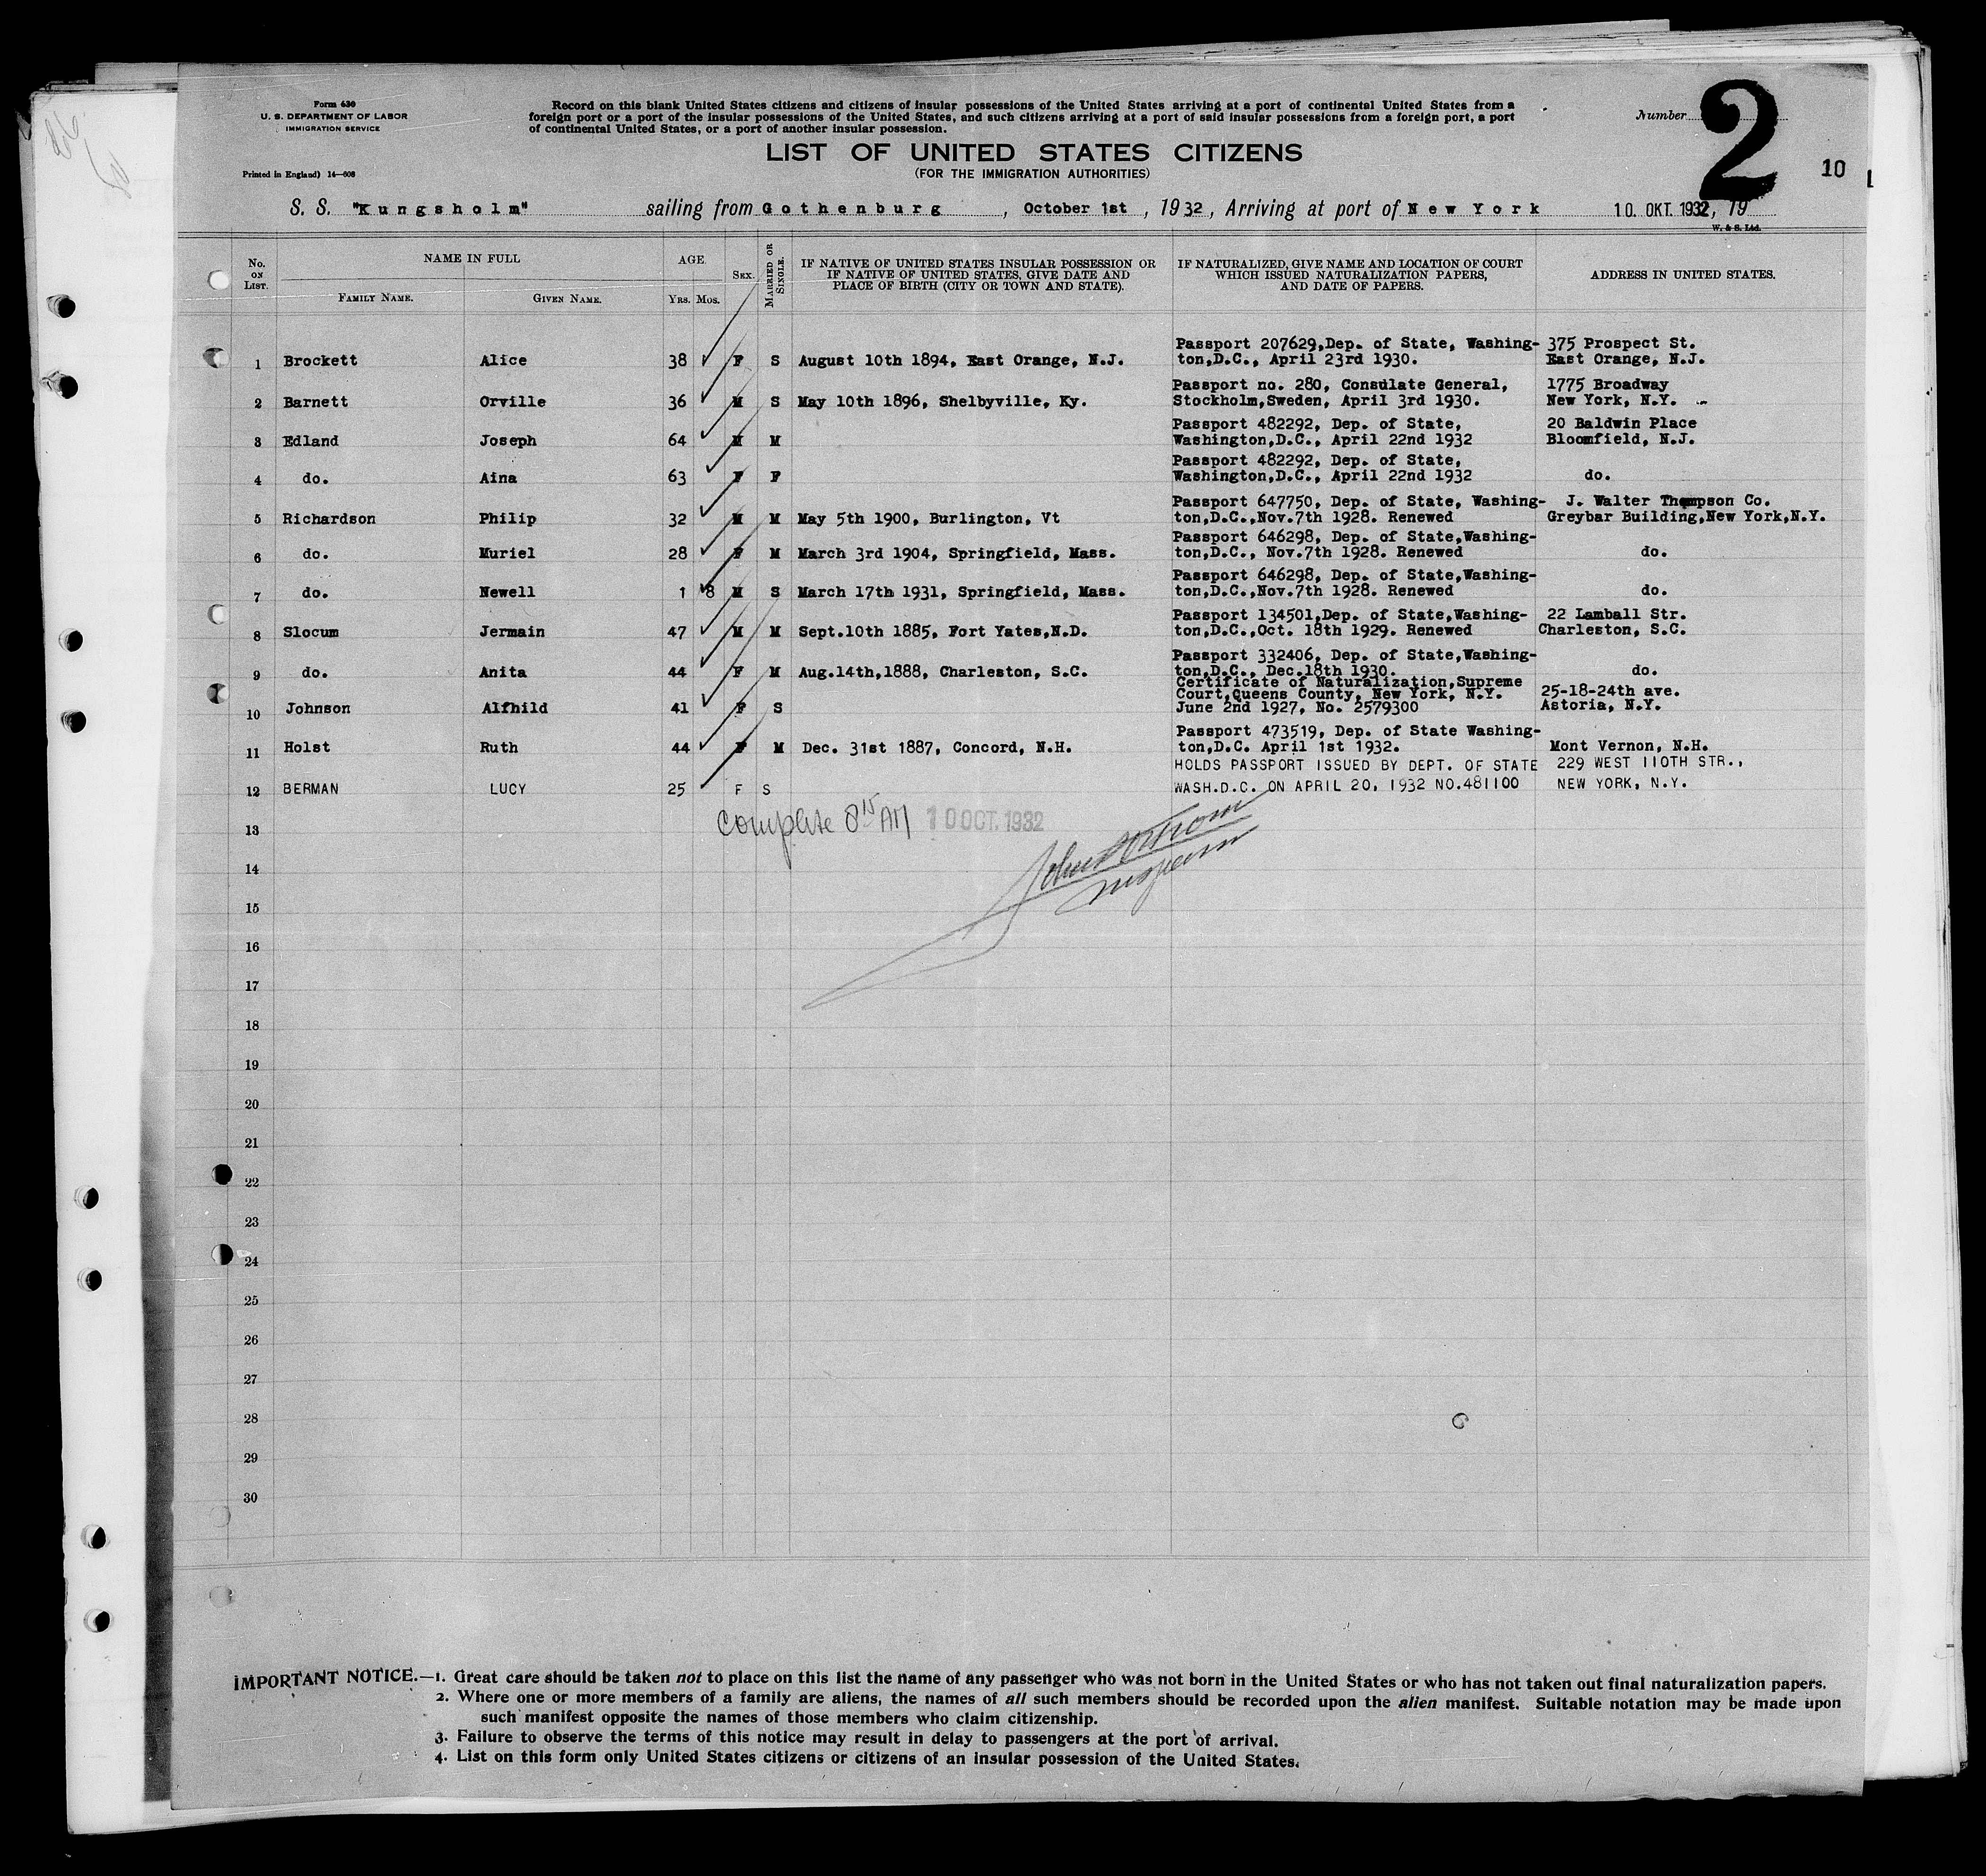 Form 630
U. S. DEPARTMENT OF LABOR
IMMIGRATION SERVICE
Printed in England) 14—608
Record on this blank United States citizens and citizens of insular possessions of the United States arriving at a port of continental United States from a
foreign port or a port of the insular possessions of the United States, and such citizens arriving at a port of said insular possessions from a foreign port, a port
of continental United States, or a port of another insular possession.
Number 2
10
LIST OF UNITED STATES CITIZENS
(FOR THE IMMIGRATION AUTHORITIES)
S. S. "Kungsholm" sailing from Gothenburg, October 1st, 1932, Arriving at port of New York 10. OKT. 1932, 19
W. & S. Ltd.
No. ON LIST. NAME IN FULL AGE SEX. MARRIED OR SINGLE. IF NATIVE OF UNITED STATES INSULAR POSSESSION OR IF NATIVE OF UNITED STATES, GIVE DATE AND PLACE OF BIRTH (CITY OR TOWN AND STATE). IF NATURALIZED, GIVE NAME AND LOCATION OF COURT WHICH ISSUED NATURALIZATION PAPERS, AND DATE OF PAPERS. ADDRESS IN UNITED STATES.
FAMILY NAME. GIVEN NAME. YRS. MOS.
Passport 207629,Dep. of State, Washing- 375 Prospect St.
1 Brockett Alice 38 F S August 10th 1894, East Orange, N.J. ton,D.C., April 23rd 1930. East Orange, N.J.
Passport no. 280, Consulate General, 1775 Broadway
2 Barnett Orville 36 M S May 10th 1896, Shelbyville, Ky. Stockholm,Sweden, April 3rd 1930. New York, N.Y.
Passport 482292, Dep. of State, 20 Baldwin Place
3 Edland Joseph 64 M M Washington,D.C., April 22nd 1932 Bloomfield, N.J.
Passport 482292, Dep. of State,
4 do. Aina 63 F F Washington,D.C., April 22nd 1932 do.
Passport 647750, Dep. of State, Washing- J. Walter Thompson Co.
5 Richardson Philip 32 M M May 5th 1900, Burlington, Vt ton,D.C.,Nov.7th 1928. Renewed Greybar Building,New York,N.Y.
Passport 646298, Dep. of State,Washing-
6 do. Muriel 28 F M March 3rd 1904, Springfield, Mass. ton,D.C., Nov.7th 1928. Renewed do.
Passport 646298, Dep. of State,Washing-
7 do. Newell 1 8 M S March 17th 1931, Springfield, Mass. ton,D.C.,Nov.7th 1928. Renewed do.
Passport 134501,Dep. of State,Washing- 22 Lamball Str.
8 Slocum Jermain 47 M M Sept.10th 1885, Fort Yates,N.D. ton,D.C.,Oct. 18th 1929. Renewed Charleston, S.C.
Passport 332406, Dep. of State,Washing-
9 do. Anita 44 F M Aug.14th,1888, Charleston, S.C. ton,D.C., Dec.18th 1930. do.
Certificate of Naturalization,Supreme
Court,Queens County, New York, N.Y. 25-18-24th ave.
10 Johnson Alfhild 41 F S June 2nd 1927, No. 2579300 Astoria, N.Y.
Passport 473519, Dep. of State Washing-
11 Holst Ruth 44 F M Dec. 31st 1887, Concord, N.H. ton,D.C. April 1st 1932. Mont Vernon, N.H.
HOLDS PASSPORT ISSUED BY DEPT. OF STATE 229 WEST 110TH STR.,
12 BERMAN LUCY 25 F S WASH.D.C. ON APRIL 20, 1932 NO.481100 NEW YORK, N.Y.
13 Complete 8 15 AM 10 OCT. 1932
14
15
16
17
18
19
20
21
22
23
24
25
26
27
28
29
30
IMPORTANT NOTICE.—1. Great care should be taken not to place on this list the name of any passenger who was not born in the United States or who has not taken out final naturalization papers.
2. Where one or more members of a family are aliens, the names of all such members should be recorded upon the alien manifest. Suitable notation may be made upon
such manifest opposite the names of those members who claim citizenship.
3. Failure to observe the terms of this notice may result in delay to passengers at the port of arrival.
4. List on this form only United States citizens or citizens of an insular possession of the United States.